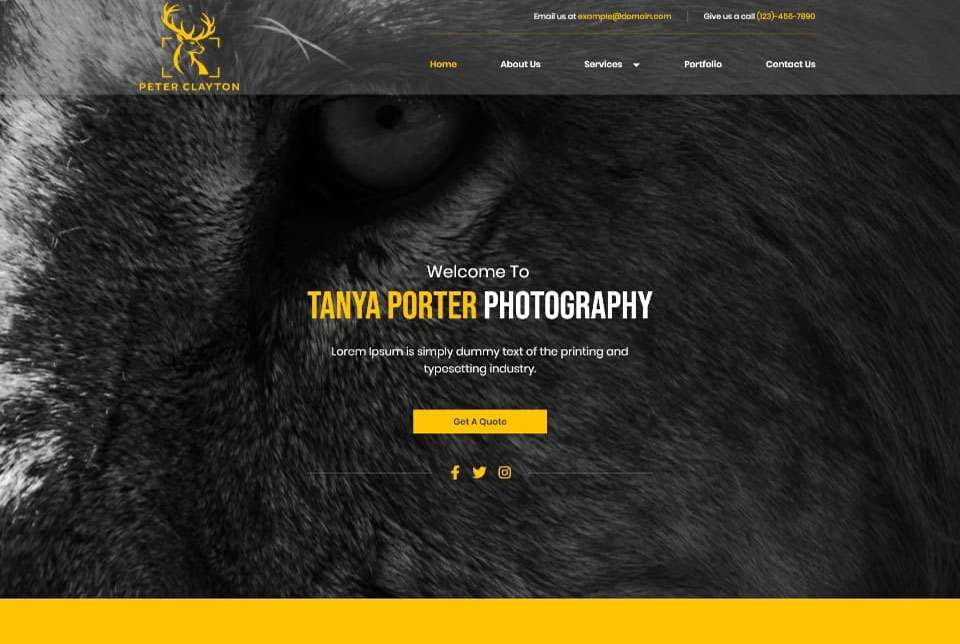 Email us at example@domain.com
Give us a call (123)-456-7890
PETER CLAYTON
Home
About Us
Services
Portfolio
Contact Us
Welcome To
TANYA PORTER PHOTOGRAPHY
Lorem Ipsum is simply dummy text of the printing and
typesetting industry.
Get A Quote